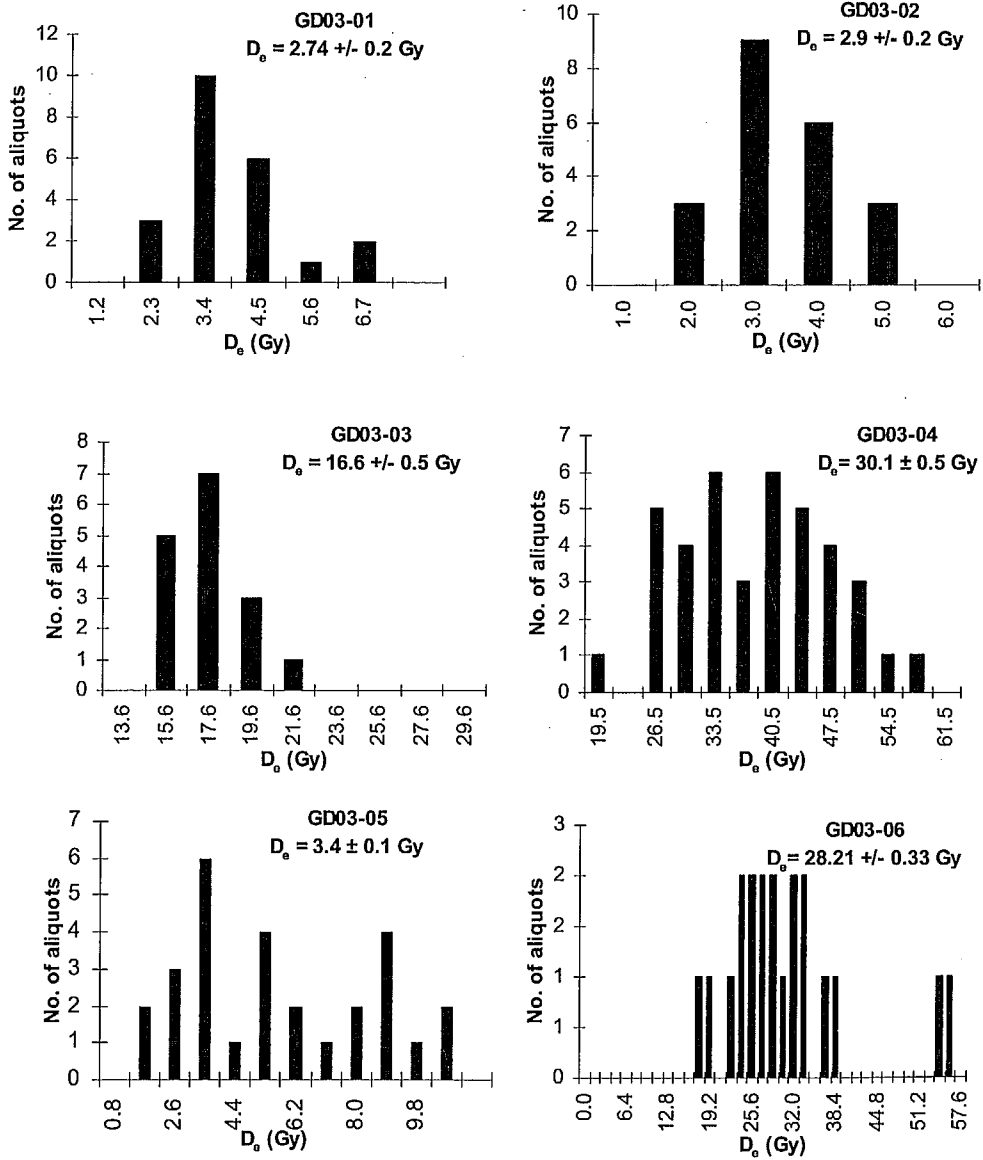 GD03-01
Dₑ = 2.74 +/- 0.2 Gy
No. of aliquots
12
10
8
6
4
2
0
1.2 2.3 3.4 4.5 5.6 6.7
Dₑ (Gy)
GD03-02
Dₑ = 2.9 +/- 0.2 Gy
No. of aliquots
10
8
6
4
2
0
1.0 2.0 3.0 4.0 5.0 6.0
Dₑ (Gy)
GD03-03
Dₑ = 16.6 +/- 0.5 Gy
No. of aliquots
8
7
6
5
4
3
2
1
0
13.6 15.6 17.6 19.6 21.6 23.6 25.6 27.6 29.6
Dₑ (Gy)
GD03-04
Dₑ = 30.1 ± 0.5 Gy
No. of aliquots
7
6
5
4
3
2
1
0
19.5 26.5 33.5 40.5 47.5 54.5 61.5
Dₑ (Gy)
GD03-05
Dₑ = 3.4 ± 0.1 Gy
No. of aliquots
7
6
5
4
3
2
1
0
0.8 2.6 4.4 6.2 8.0 9.8
Dₑ (Gy)
GD03-06
Dₑ = 28.21 +/- 0.33 Gy
No. of aliquots
3
2
2
1
1
0
0.0 6.4 12.8 19.2 25.6 32.0 38.4 44.8 51.2 57.6
Dₑ (Gy)